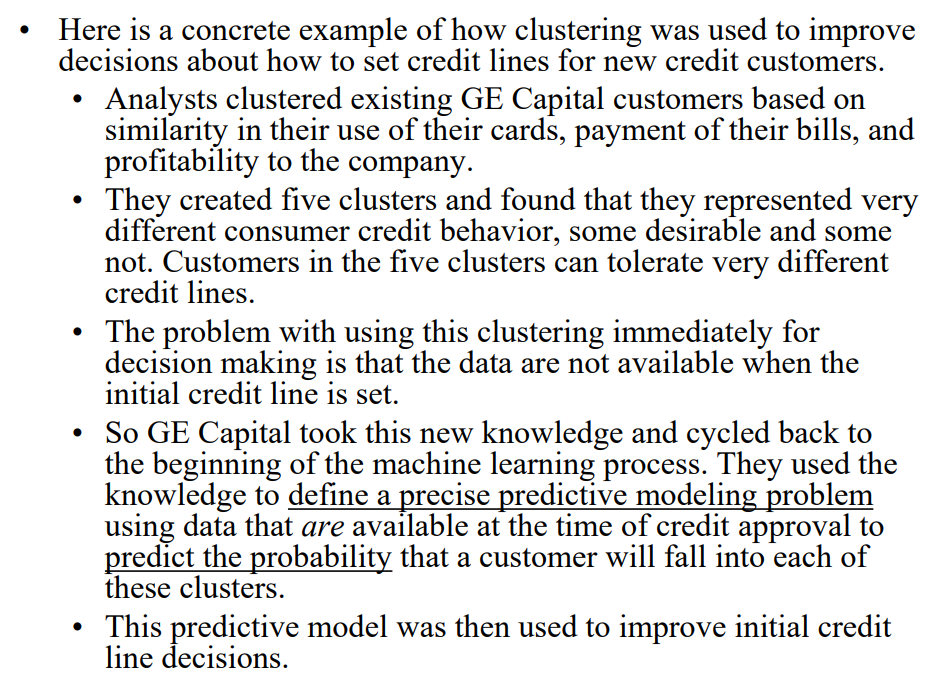 • Here is a concrete example of how clustering was used to improve
decisions about how to set credit lines for new credit customers.
• Analysts clustered existing GE Capital customers based on
similarity in their use of their cards, payment of their bills, and
profitability to the company.
• They created five clusters and found that they represented very
different consumer credit behavior, some desirable and some
not. Customers in the five clusters can tolerate very different
credit lines.
• The problem with using this clustering immediately for
decision making is that the data are not available when the
initial credit line is set.
• So GE Capital took this new knowledge and cycled back to
the beginning of the machine learning process. They used the
knowledge to define a precise predictive modeling problem
using data that are available at the time of credit approval to
predict the probability that a customer will fall into each of
these clusters.
• This predictive model was then used to improve initial credit
line decisions.